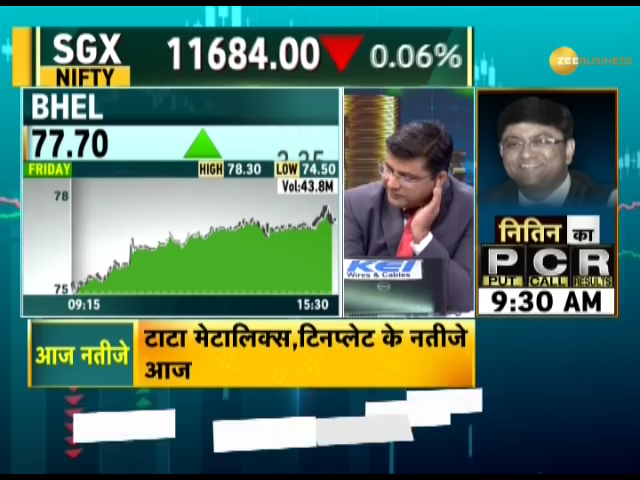 SGX
NIFTY
11684.00
0.06%
ZEE BUSINESS
BHEL
77.70
FRIDAY
HIGH 78.30 LOW 74.50
Vol:43.8M
78
75
09:15 15:30
KEI
Wires & Cables
नितिन का
PCR
PUT CALL RESULTS
9:30 AM
आज नतीजे
टाटा मेटालिक्स,टिनप्लेट के नतीजे
आज